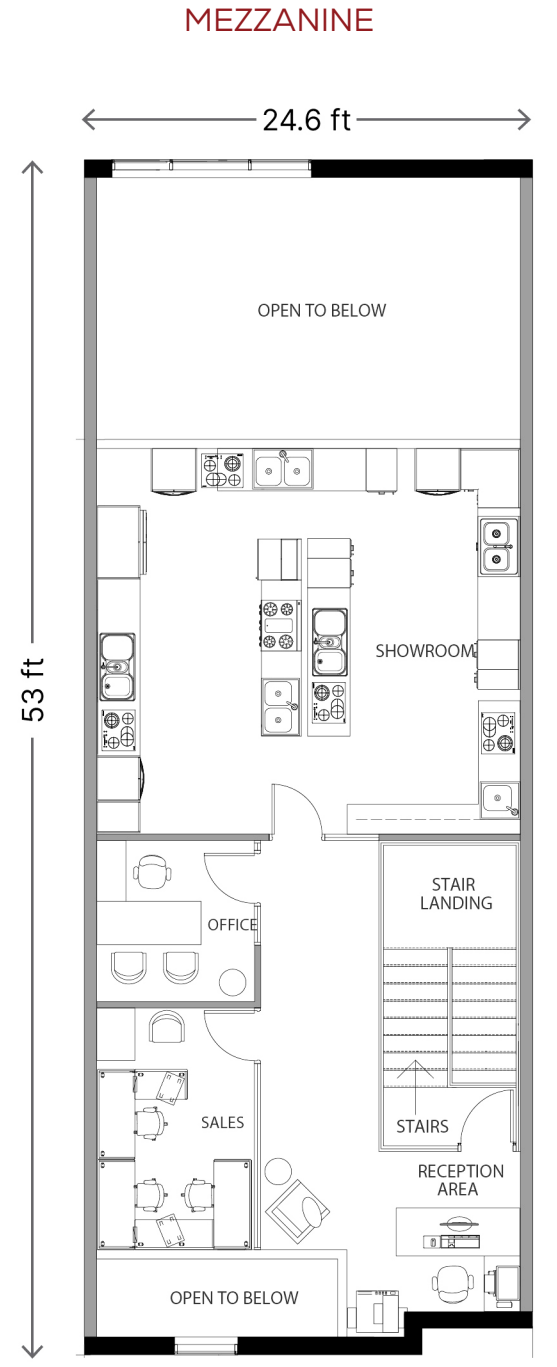 MEZZANINE
24.6 ft
53 ft
OPEN TO BELOW
SHOWROOM
STAIR
LANDING
OFFICE
SALES
STAIRS
RECEPTION
AREA
OPEN TO BELOW